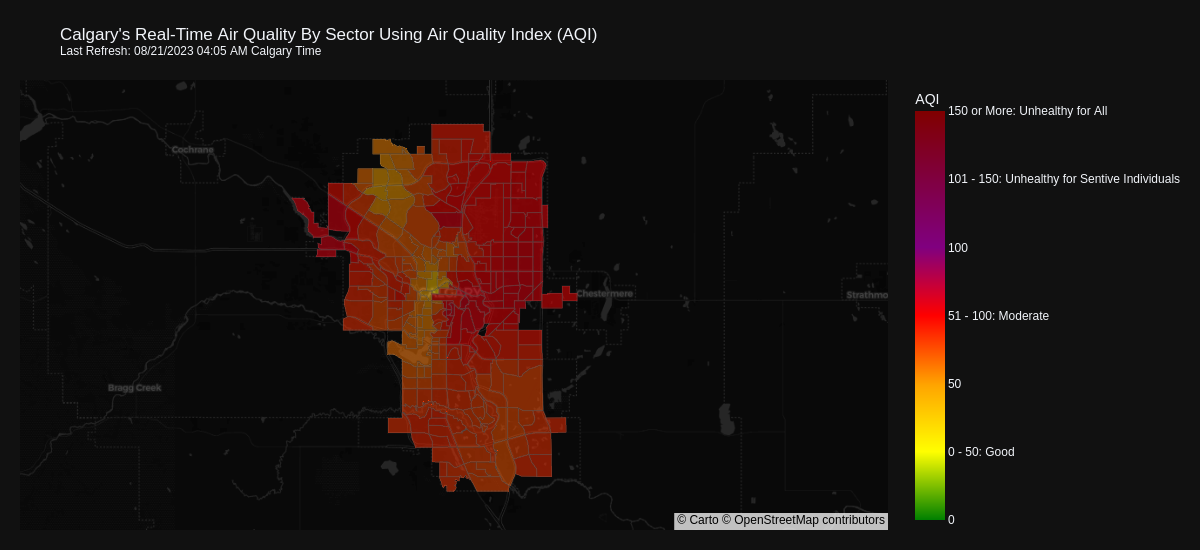 Calgary's Real-Time Air Quality By Sector Using Air Quality Index (AQI)
Last Refresh: 08/21/2023 04:05 AM Calgary Time
AQI
150 or More: Unhealthy for All
101 - 150: Unhealthy for Sentive Individuals
100
51 - 100: Moderate
50
0 - 50: Good
0
Cochrane
CALGARY
Chestermere
Strathmo
Bragg Creek
© Carto © OpenStreetMap contributors